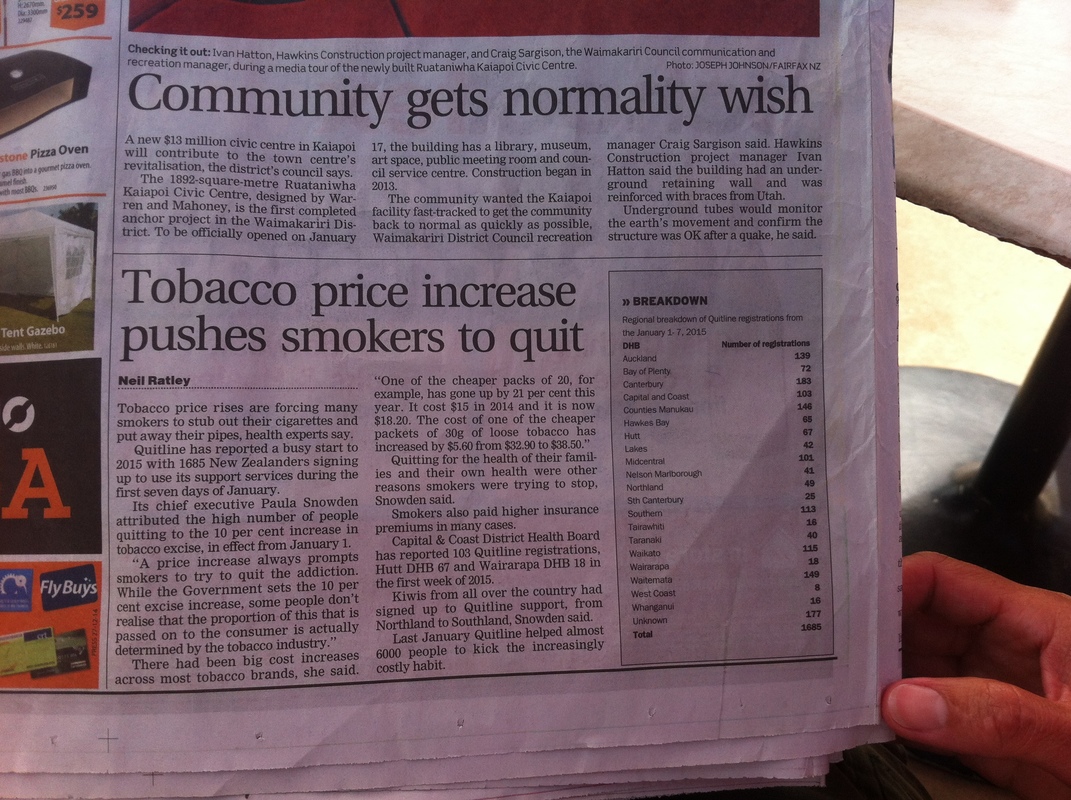 H: 2679mm,
Dia: 3300mm
$259
stone Pizza Oven
gas BBQ into a gourmet pizza oven.
amel finish.
with most BBQs.
Tent Gazebo
side walls. White.
A
Fly Buys
Checking it out: Ivan Hatton, Hawkins Construction project manager, and Craig Sargison, the Waimakariri Council communication and
recreation manager, during a media tour of the newly built Ruataniwha Kaiapoi Civic Centre.
Photo: JOSEPH JOHNSON/FAIRFAX NZ
Community gets normality wish
A new $13 million civic centre in Kaiapoi
will contribute to the town centre's
revitalisation, the district's council says.
The 1892-square-metre Ruataniwha
Kaiapoi Civic Centre, designed by War-
ren and Mahoney, is the first completed
anchor project in the Waimakariri Dis-
trict. To be officially opened on January
17, the building has a library, museum,
art space, public meeting room and coun-
cil service centre. Construction began in
2013.
The community wanted the Kaiapoi
facility fast-tracked to get the community
back to normal as quickly as possible,
Waimakariri District Council recreation
manager Craig Sargison said. Hawkins
Construction project manager Ivan
Hatton said the building had an under-
ground retaining wall and was
reinforced with braces from Utah.
Underground tubes would monitor
the earth's movement and confirm the
structure was OK after a quake, he said.
Tobacco price increase
pushes smokers to quit
Neil Ratley
Tobacco price rises are forcing many
smokers to stub out their cigarettes and
put away their pipes, health experts say.
Quitline has reported a busy start to
2015 with 1685 New Zealanders signing
up to use its support services during the
first seven days of January.
Its chief executive Paula Snowden
attributed the high number of people
quitting to the 10 per cent increase in
tobacco excise, in effect from January 1.
"A price increase always prompts
smokers to try to quit the addiction.
While the Government sets the 10 per
cent excise increase, some people don't
realise that the proportion of this that is
passed on to the consumer is actually
determined by the tobacco industry."
There had been big cost increases
across most tobacco brands, she said.
"One of the cheaper packs of 20, for
example, has gone up by 21 per cent this
year. It cost $15 in 2014 and it is now
$18.20. The cost of one of the cheaper
packets of 30g of loose tobacco has
increased by $5.60 from $32.90 to $38.50."
Quitting for the health of their famil-
ies and their own health were other
reasons smokers were trying to stop,
Snowden said.
Smokers also paid higher insurance
premiums in many cases.
Capital & Coast District Health Board
has reported 103 Quitline registrations,
Hutt DHB 67 and Wairarapa DHB 18 in
the first week of 2015.
Kiwis from all over the country had
signed up to Quitline support, from
Northland to Southland, Snowden said.
Last January Quitline helped almost
6000 people to kick the increasingly
costly habit.
» BREAKDOWN
Regional breakdown of Quitline registrations from
the January 1- 7, 2015
DHB Number of registrations
Auckland 139
Bay of Plenty 72
Canterbury 183
Capital and Coast 103
Counties Manukau 146
Hawkes Bay 65
Hutt 67
Lakes 42
Midcentral 101
Nelson Marlborough 41
Northland 49
Sth Canterbury 25
Southern 113
Tairawhiti 16
Taranaki 40
Waikato 115
Wairarapa 18
Waitemata 149
West Coast 8
Whanganui 16
Unknown 177
Total 1685